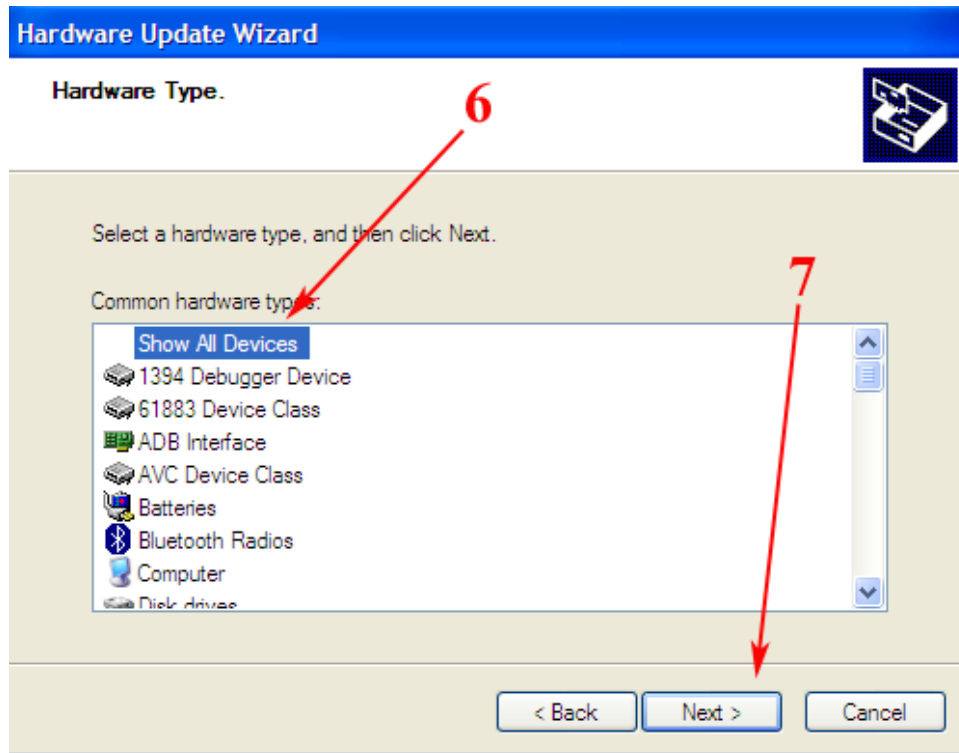 Hardware Update Wizard
Hardware Type.
6
Select a hardware type, and then click Next.
7
Common hardware types:
Show All Devices
1394 Debugger Device
61883 Device Class
ADB Interface
AVC Device Class
Batteries
Bluetooth Radios
Computer
Disk drives
< Back Next > Cancel